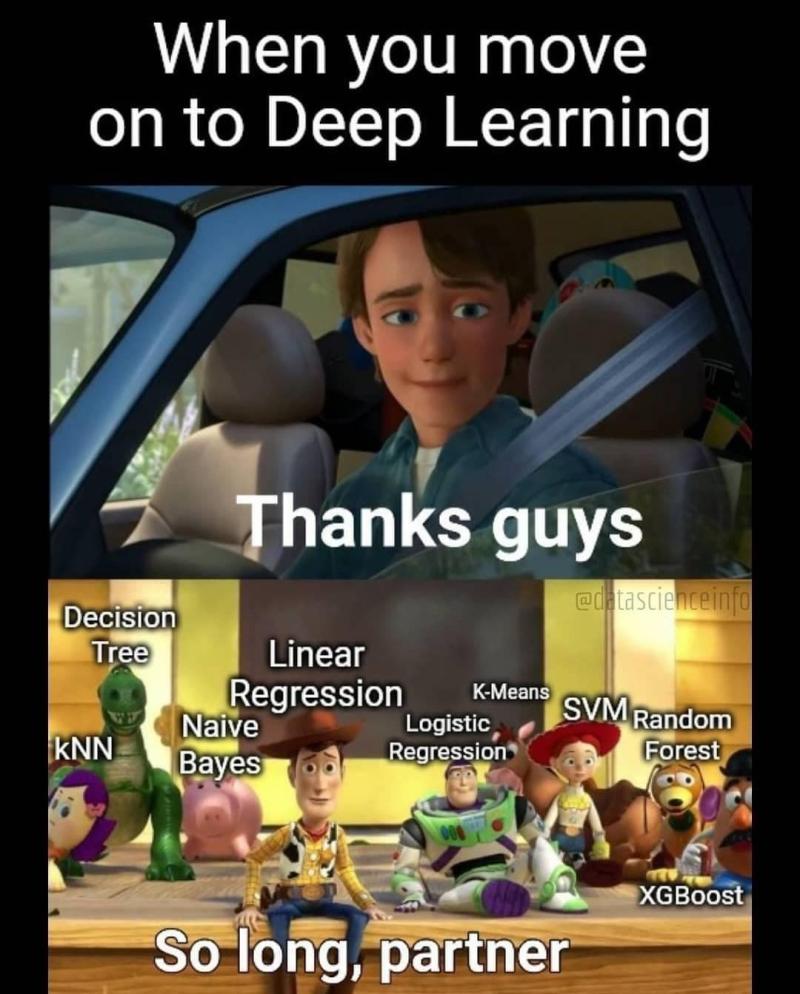 When you move
on to Deep Learning
Thanks guys
@datascienceinfo
Decision
Tree
Linear
Regression
K-Means
SVM
Random
Forest
Naive
Bayes
Logistic
Regression
kNN
XGBoost
So long, partner